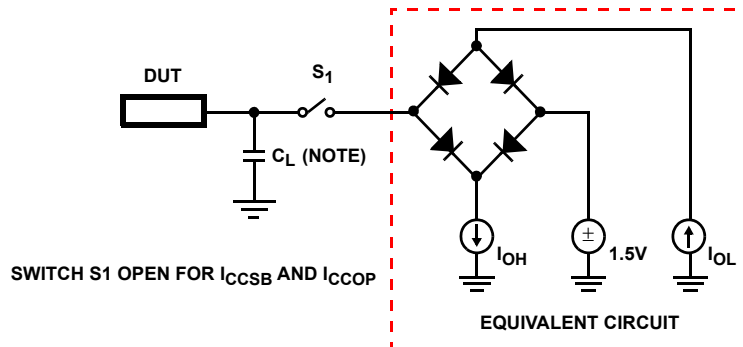 DUT
S1
CL (NOTE)
±
IOH
1.5V
IOL
SWITCH S1 OPEN FOR ICCSB AND ICCOP
EQUIVALENT CIRCUIT